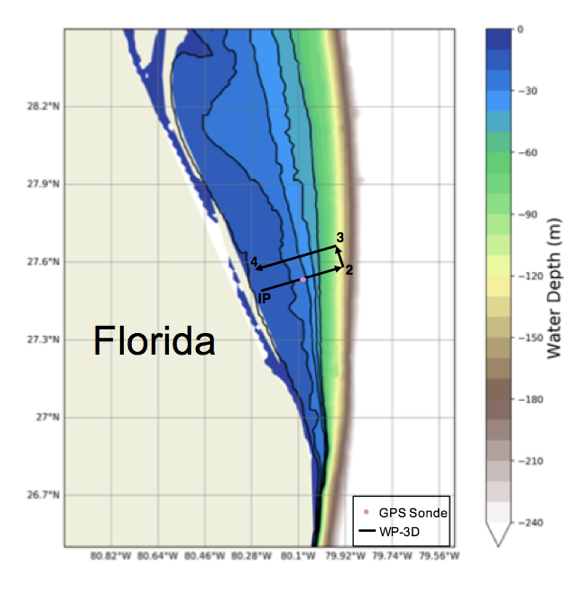 28.2°N
27.9°N
27.6°N
27.3°N
27°N
26.7°N
80.82°W 80.64°W 80.46°W 80.28°W 80.1°W 79.92°W 79.74°W 79.56°W
3
4
2
IP
Florida
GPS Sonde
WP-3D
0
−30
−60
−90
−120
−150
−180
−210
−240
Water Depth (m)